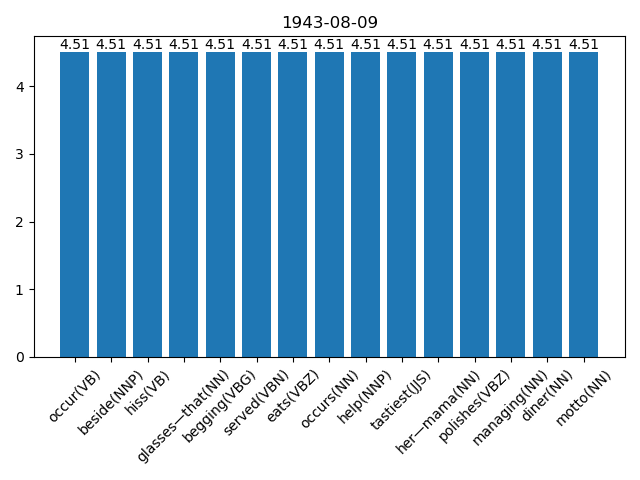 1943-08-09
4.51 4.51 4.51 4.51 4.51 4.51 4.51 4.51 4.51 4.51 4.51 4.51 4.51 4.51 4.51
4
3
2
1
0
occur(VB)
beside(NNP)
hiss(VB)
glasses—that(NN)
begging(VBG)
served(VBN)
eats(VBZ)
occurs(NN)
help(NNP)
tastiest(JJS)
her—mama(NN)
polishes(VBZ)
managing(NN)
diner(NN)
motto(NN)